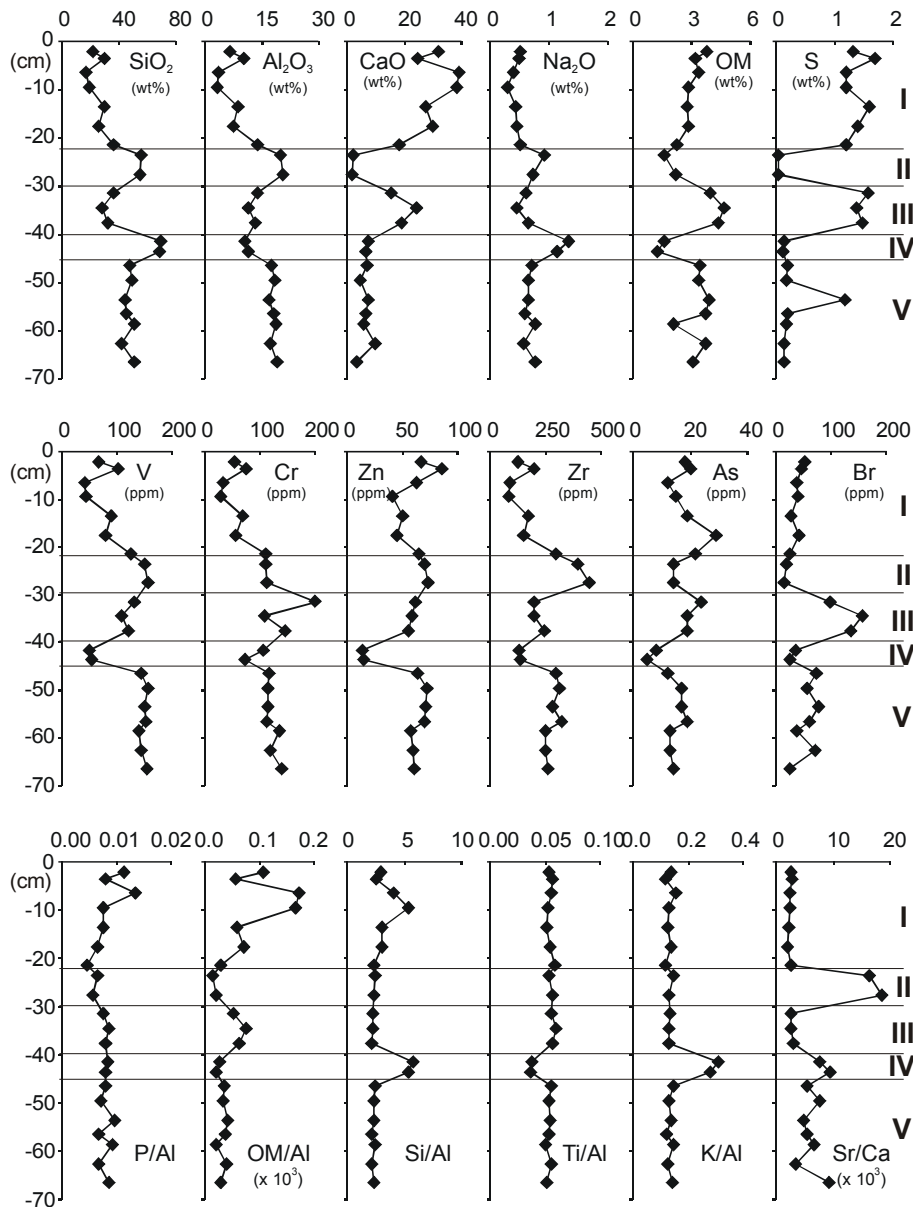 0 40 80 0 15 30 0 20 40 0 1 2 0 3 6 0 1 2
0 SiO₂ Al₂O₃ CaO Na₂O OM S
(cm) (wt%) (wt%) (wt%) (wt%) (wt%) (wt%)
-10 I
-20
II
-30
III
-40
IV
-50
V
-60
-70
0 100 200 0 100 200 0 50 100 0 250 500 0 20 40 0 100 200
0 V Cr Zn Zr As Br
(cm) (ppm) (ppm) (ppm) (ppm) (ppm) (ppm)
-10 I
-20
II
-30
III
-40
IV
-50
V
-60
-70
0.00 0.01 0.02 0.0 0.1 0.2 0 5 10 0.00 0.05 0.10 0.0 0.2 0.4 0 10 20
0
(cm)
-10 I
-20
II
-30
III
-40
IV
-50
V
-60 P/Al OM/Al Si/Al Ti/Al K/Al Sr/Ca
(x 10³) (x 10³)
-70